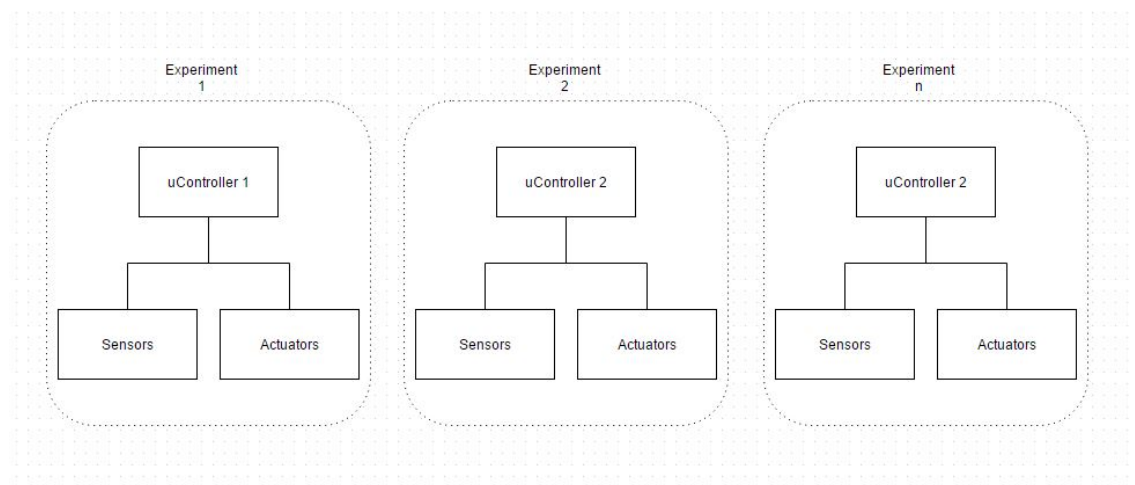 Experiment
1
Experiment
2
Experiment
n
uController 1
uController 2
uController 2
Sensors
Actuators
Sensors
Actuators
Sensors
Actuators